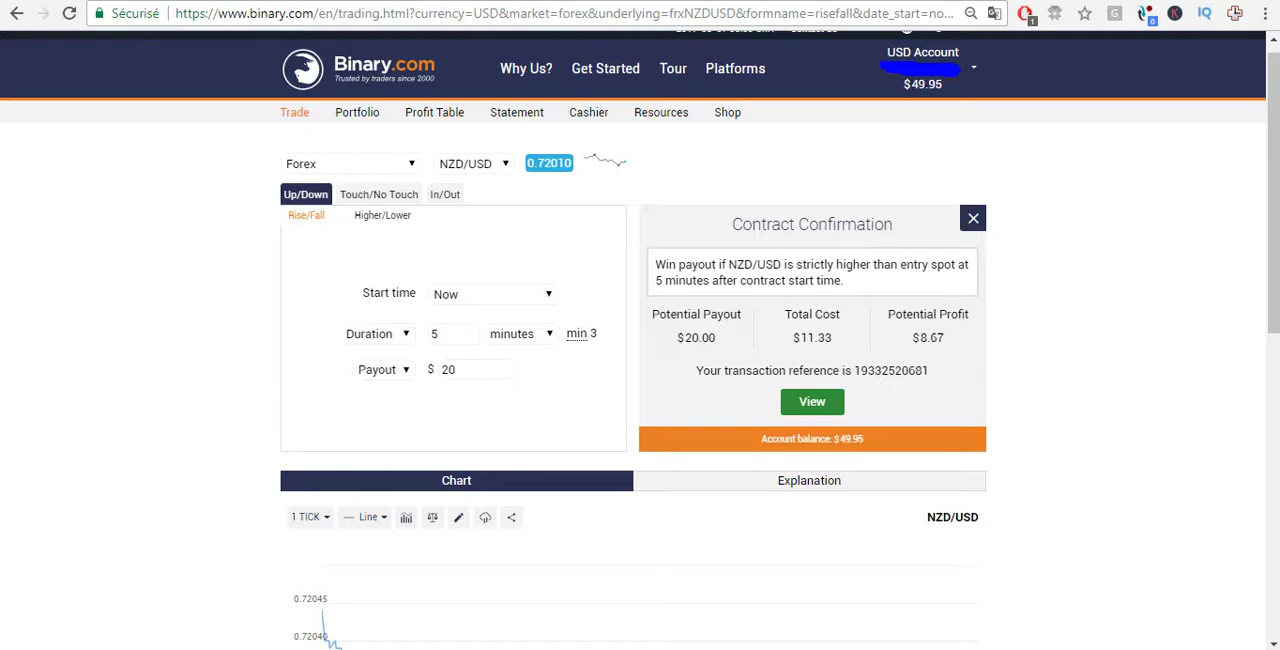 Sécurisé https://www.binary.com/en/trading.html?currency=USD&market=forex&underlying=frxNZDUSD&formname=risefall&date_start=no...
Binary.com
Trusted by traders since 2000
Why Us? Get Started Tour Platforms
USD Account
$49.95
Trade Portfolio Profit Table Statement Cashier Resources Shop
Forex NZD/USD 0.72010
Up/Down Touch/No Touch In/Out
Rise/Fall Higher/Lower
Start time Now
Duration 5 minutes min 3
Payout $ 20
Contract Confirmation
Win payout if NZD/USD is strictly higher than entry spot at
5 minutes after contract start time.
Potential Payout Total Cost Potential Profit
$20.00 $11.33 $8.67
Your transaction reference is 19332520681
View
Account balance: $49.95
Chart Explanation
1 TICK Line NZD/USD
0.72045
0.72040